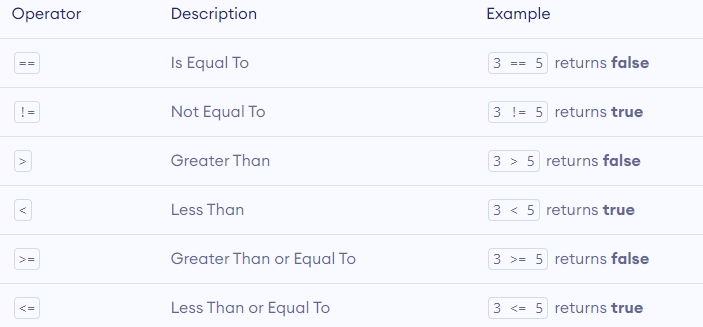 Operator Description Example
== Is Equal To 3 == 5 returns false
!= Not Equal To 3 != 5 returns true
> Greater Than 3 > 5 returns false
< Less Than 3 < 5 returns true
>= Greater Than or Equal To 3 >= 5 returns false
<= Less Than or Equal To 3 <= 5 returns true